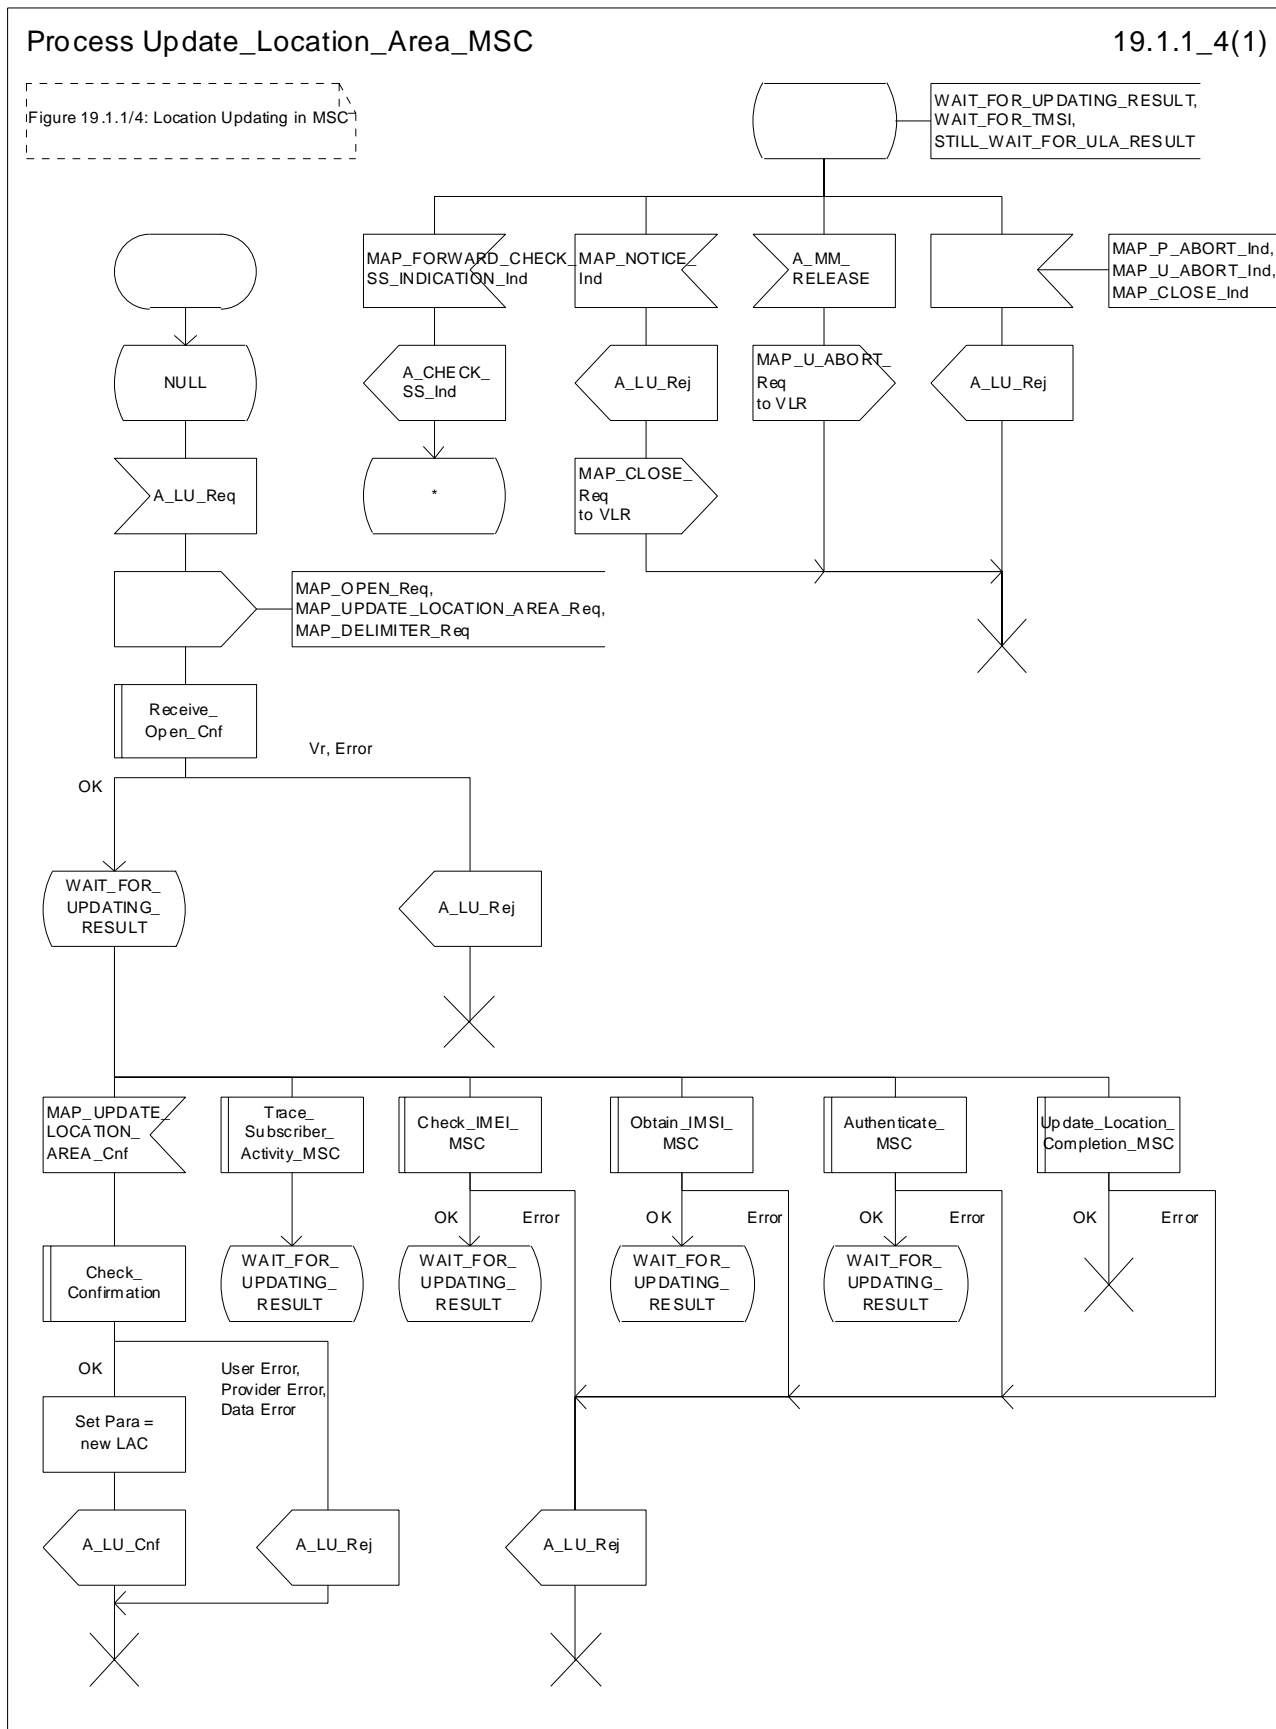 Process Update_Location_Area_MSC
19.1.1_4(1)
Figure 19.1.1/4: Location Updating in MSC
WAIT_FOR_UPDATING_RESULT,
WAIT_FOR_TMSI,
STILL_WAIT_FOR_ULA_RESULT
MAP_FORWARD_CHECK_
SS_INDICATION_Ind
MAP_NOTICE_
Ind
A_MM_
RELEASE
MAP_P_ABORT_Ind,
MAP_U_ABORT_Ind,
MAP_CLOSE_Ind
NULL
A_CHECK_
SS_Ind
A_LU_Rej
MAP_U_ABORT_
Req
to VLR
A_LU_Rej
A_LU_Req
*
MAP_CLOSE_
Req
to VLR
MAP_OPEN_Req,
MAP_UPDATE_LOCATION_AREA_Req,
MAP_DELIMITER_Req
Receive_
Open_Cnf
Vr, Error
OK
WAIT_FOR_
UPDATING_
RESULT
A_LU_Rej
MAP_UPDATE_
LOCATION_
AREA_Cnf
Trace_
Subscriber_
Activity_MSC
Check_IMEI_
MSC
Obtain_IMSI_
MSC
Authenticate_
MSC
Update_Location_
Completion_MSC
OK
Error
OK
Error
OK
Error
OK
Error
Check_
Confirmation
WAIT_FOR_
UPDATING_
RESULT
WAIT_FOR_
UPDATING_
RESULT
WAIT_FOR_
UPDATING_
RESULT
WAIT_FOR_
UPDATING_
RESULT
OK
User Error,
Provider Error,
Data Error
Set Para =
new LAC
A_LU_Cnf
A_LU_Rej
A_LU_Rej